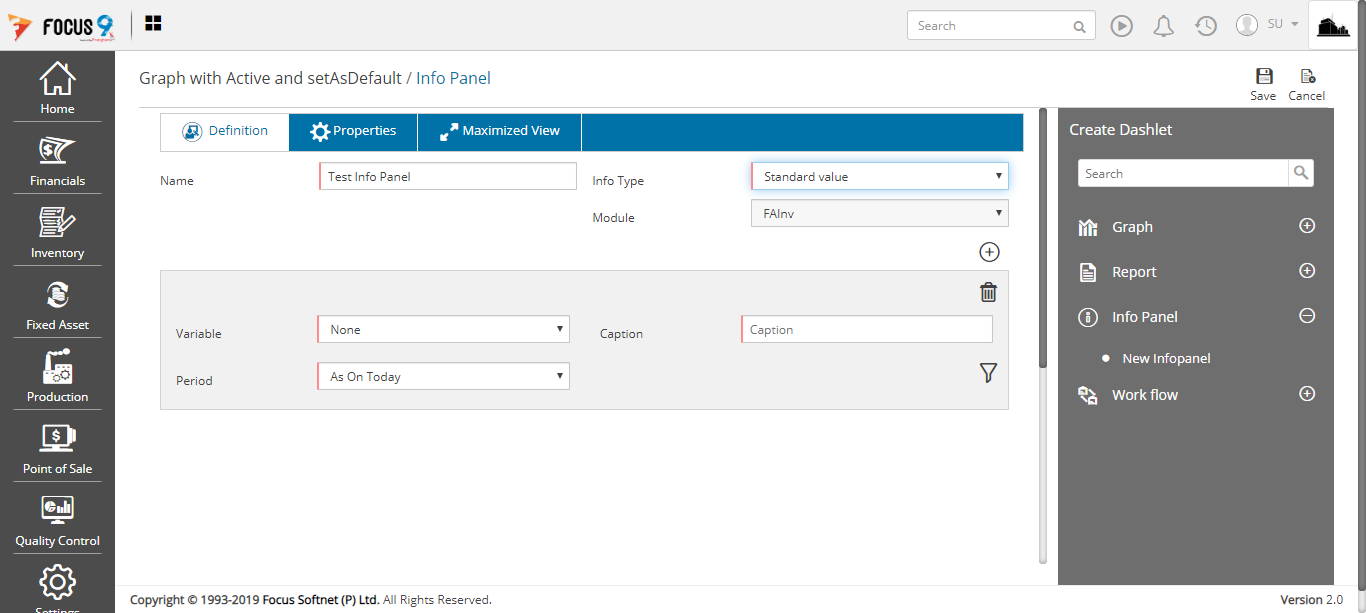 FOCUS 9
Search
SU
Home
Financials
Inventory
Fixed Asset
Production
Point of Sale
Quality Control
Settings
Graph with Active and setAsDefault / Info Panel
Save
Cancel
Definition
Properties
Maximized View
Name
Test Info Panel
Info Type
Standard value
Module
FAInv
Variable
None
Caption
Caption
Period
As On Today
Create Dashlet
Search
Graph
Report
Info Panel
New Infopanel
Work flow
Copyright © 1993-2019 Focus Softnet (P) Ltd. All Rights Reserved.
Version 2.0